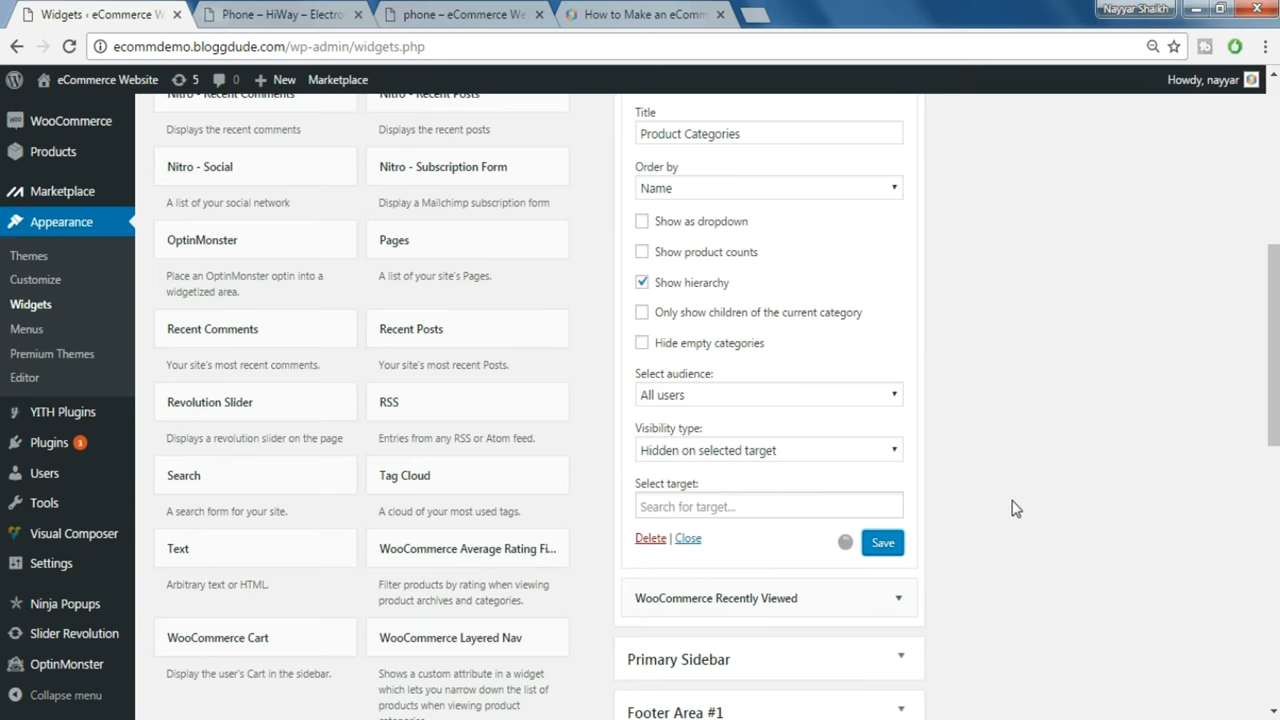 Widgets ‹ eCommerce W
Phone – HiWay – Electro
phone – eCommerce We
How to Make an eComm
Nayyar Shaikh
ecommdemo.bloggdude.com/wp-admin/widgets.php
eCommerce Website
5
0
New
Marketplace
Howdy, nayyar
WooCommerce
Products
Marketplace
Appearance
Themes
Customize
Widgets
Menus
Premium Themes
Editor
YITH Plugins
Plugins 3
Users
Tools
Visual Composer
Settings
Ninja Popups
Slider Revolution
OptinMonster
Collapse menu
Nitro - Recent Comments
Displays the recent comments
Nitro - Social
A list of your social network
OptinMonster
Place an OptinMonster optin into a
widgetized area.
Recent Comments
Your site's most recent comments.
Revolution Slider
Displays a revolution slider on the page
Search
A search form for your site.
Text
Arbitrary text or HTML.
WooCommerce Cart
Display the user's Cart in the sidebar.
Nitro - Recent Posts
Displays the recent posts
Nitro - Subscription Form
Display a Mailchimp subscription form
Pages
A list of your site's Pages.
Recent Posts
Your site's most recent Posts.
RSS
Entries from any RSS or Atom feed.
Tag Cloud
A cloud of your most used tags.
WooCommerce Average Rating Fi...
Filter products by rating when viewing
product archives and categories.
WooCommerce Layered Nav
Shows a custom attribute in a widget
which lets you narrow down the list of
products when viewing product
Title
Product Categories
Order by
Name
Show as dropdown
Show product counts
Show hierarchy
Only show children of the current category
Hide empty categories
Select audience:
All users
Visibility type:
Hidden on selected target
Select target:
Search for target...
Delete | Close
Save
WooCommerce Recently Viewed
Primary Sidebar
Footer Area #1